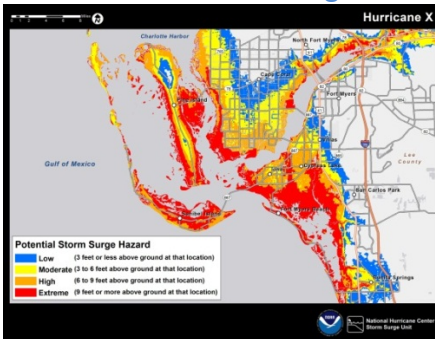 Hurricane X
Charlotte Harbor
North Fort Myers
Cape Coral
Fort Myers
Gulf of Mexico
Lee
County
San Carlos Park
Potential Storm Surge Hazard
Low (3 feet or less above ground at that location)
Moderate (3 to 6 feet above ground at that location)
High (6 to 9 feet above ground at that location)
Extreme (9 feet or more above ground at that location)
National Hurricane Center
Storm Surge Unit